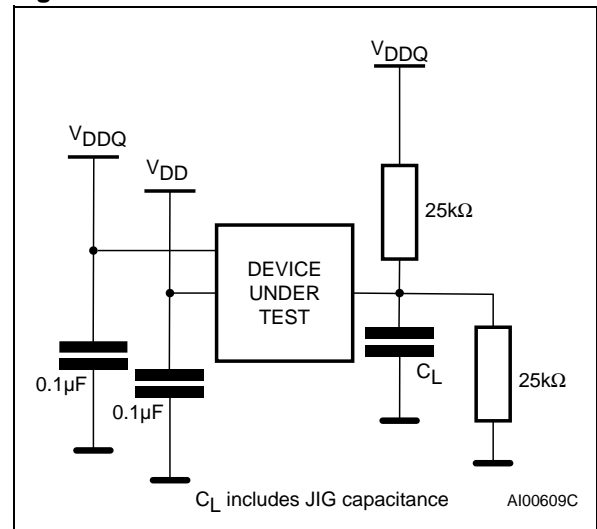 VDDQ
VDDQ
VDD
25kΩ
DEVICE
UNDER
TEST
CL
0.1µF
0.1µF
25kΩ
CL includes JIG capacitance
AI00609C